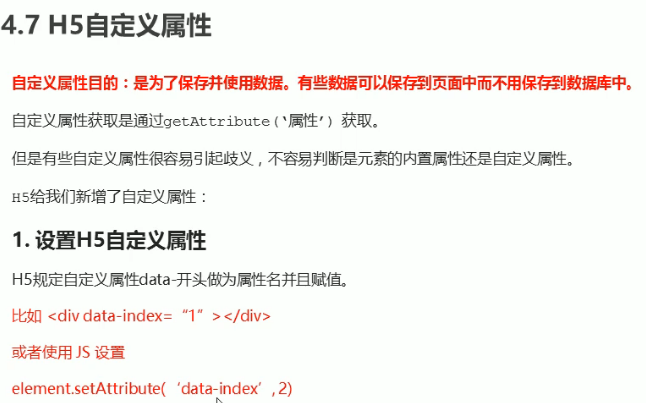 4.7 H5自定义属性
自定义属性目的：是为了保存并使用数据。有些数据可以保存到页面中而不用保存到数据库中。
自定义属性获取是通过getAttribute(‘属性’) 获取。
但是有些自定义属性很容易引起歧义，不容易判断是元素的内置属性还是自定义属性。
H5给我们新增了自定义属性：
1. 设置H5自定义属性
H5规定自定义属性data-开头做为属性名并且赋值。
比如 <div data-index=“1”></div>
或者使用 JS 设置
element.setAttribute(‘data-index’, 2)